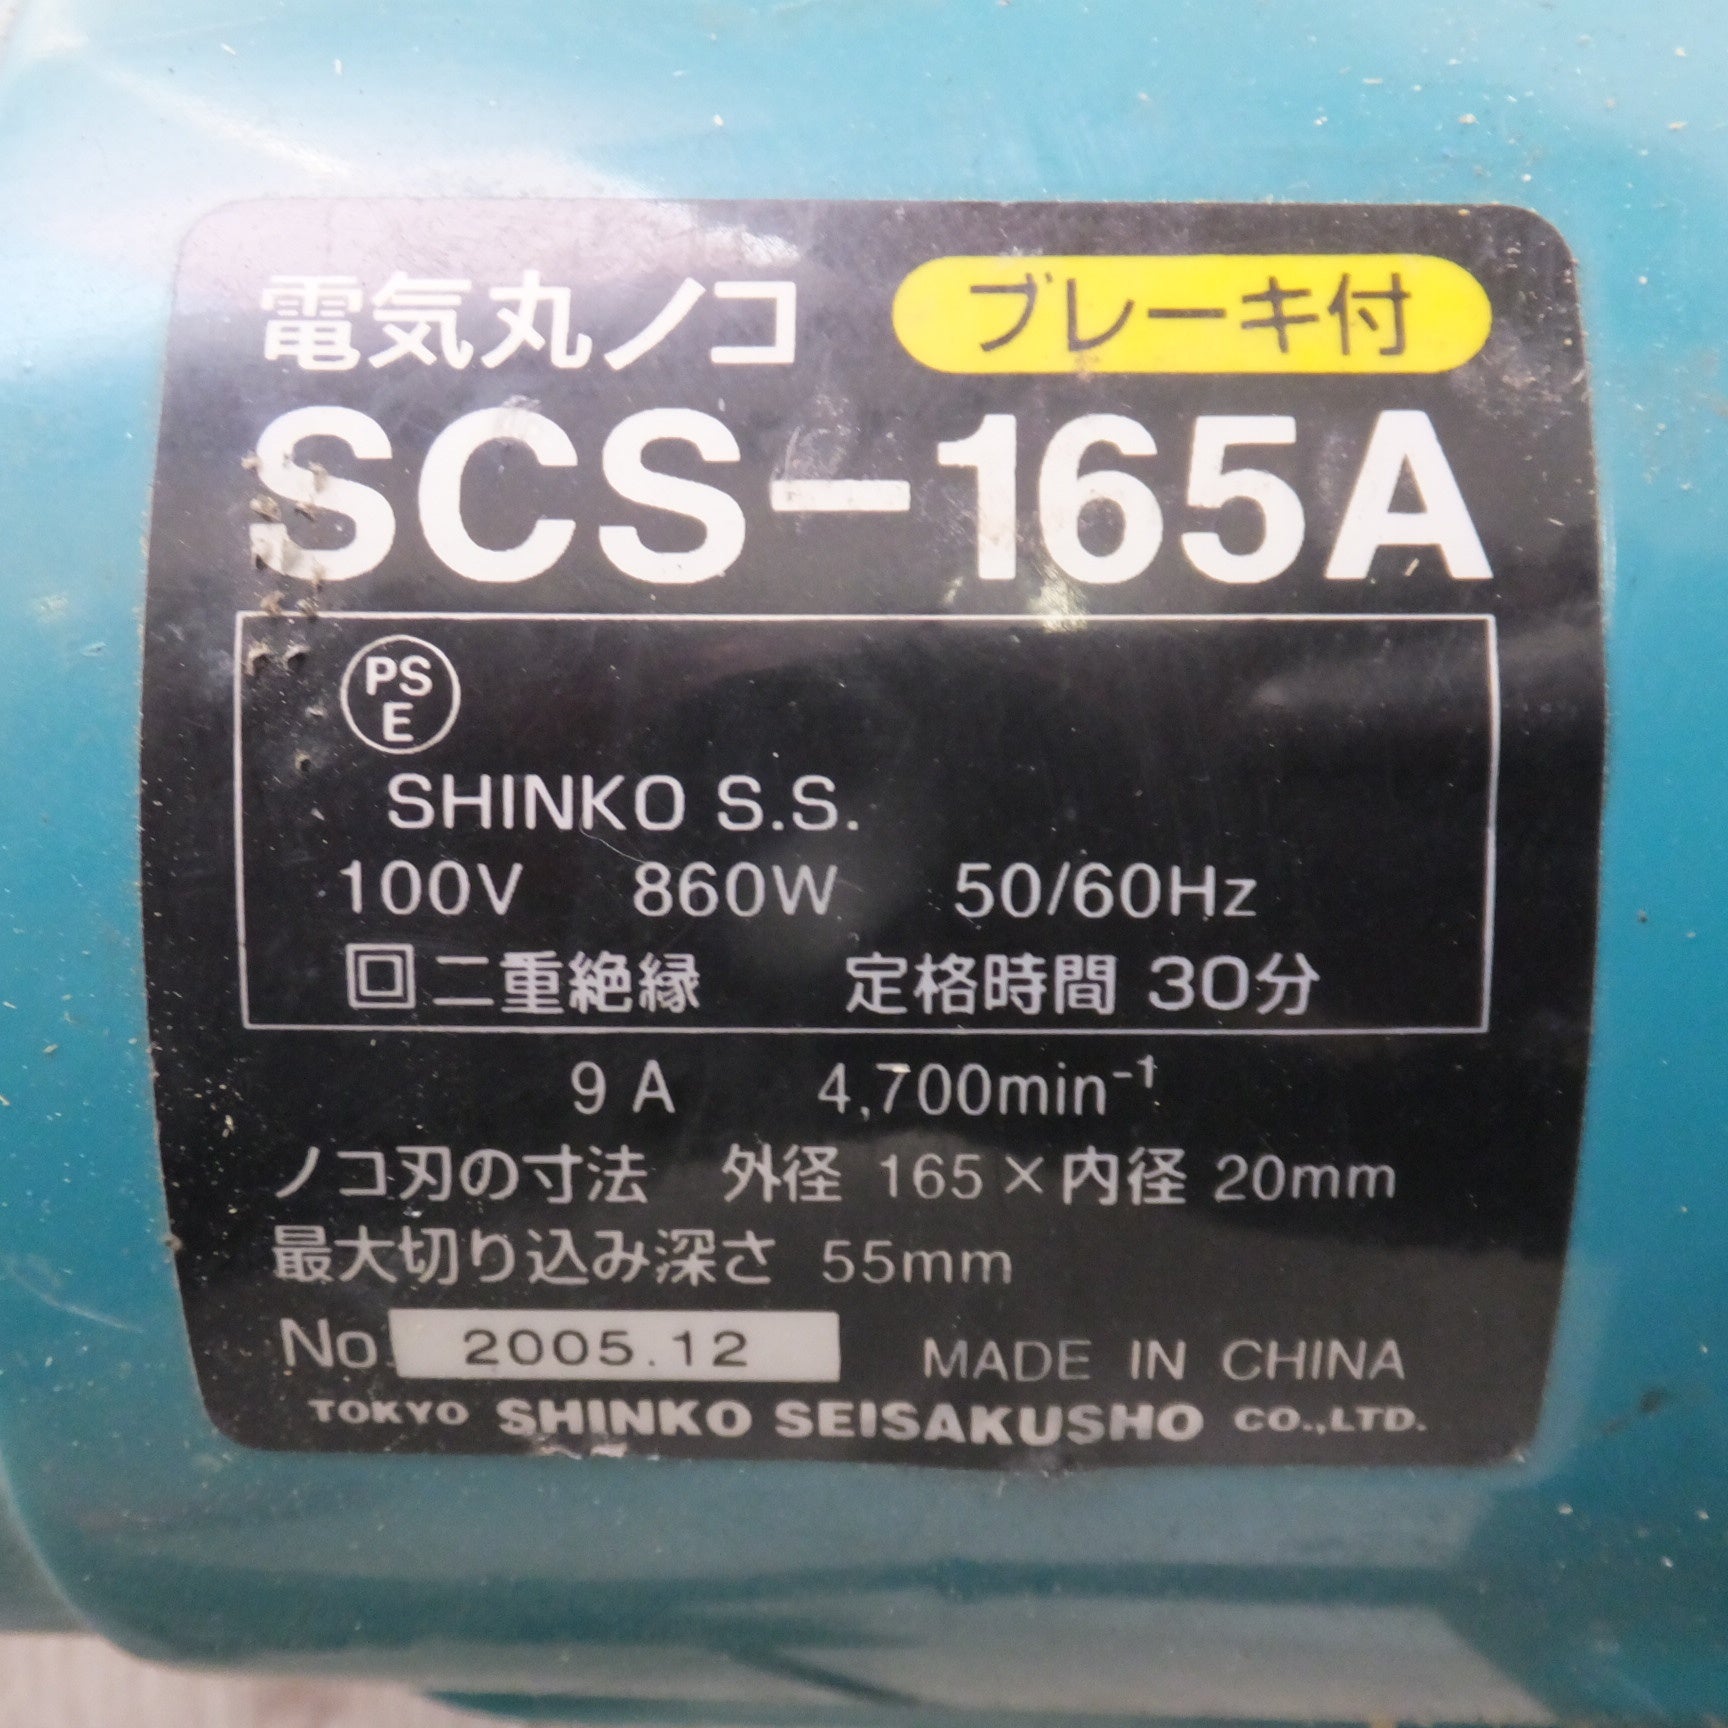 電気丸ノコ ブレーキ付
SCS-165A
PS
E
SHINKO S.S.
100V 860W 50/60Hz
回二重絶縁 定格時間 30分
9A 4,700min⁻¹
ノコ刃の寸法 外径 165×内径 20mm
最大切り込み深さ 55mm
No. 2005.12 MADE IN CHINA
TOKYO SHINKO SEISAKUSHO CO.,LTD.